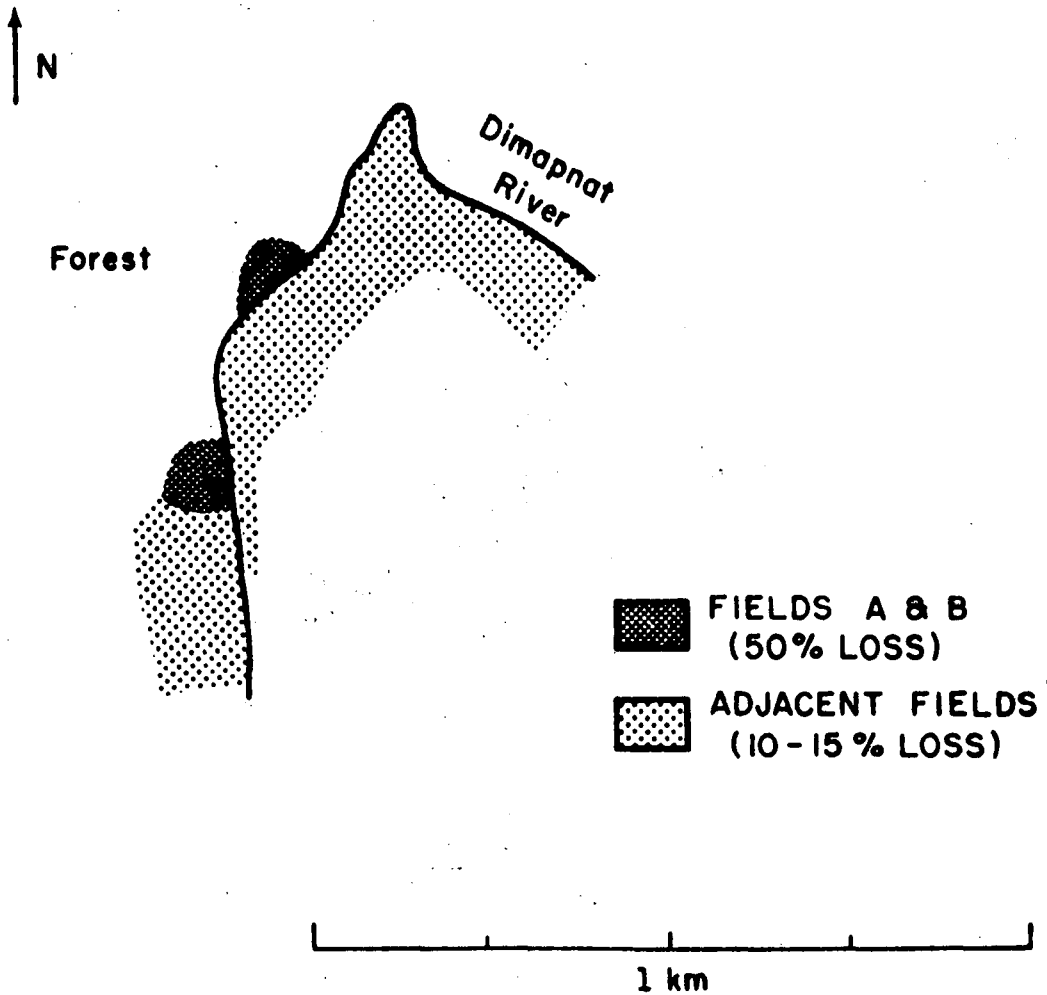 N
Dimapnat
River
Forest
FIELDS A & B
(50% LOSS)
ADJACENT FIELDS
(10-15% LOSS)
1 km